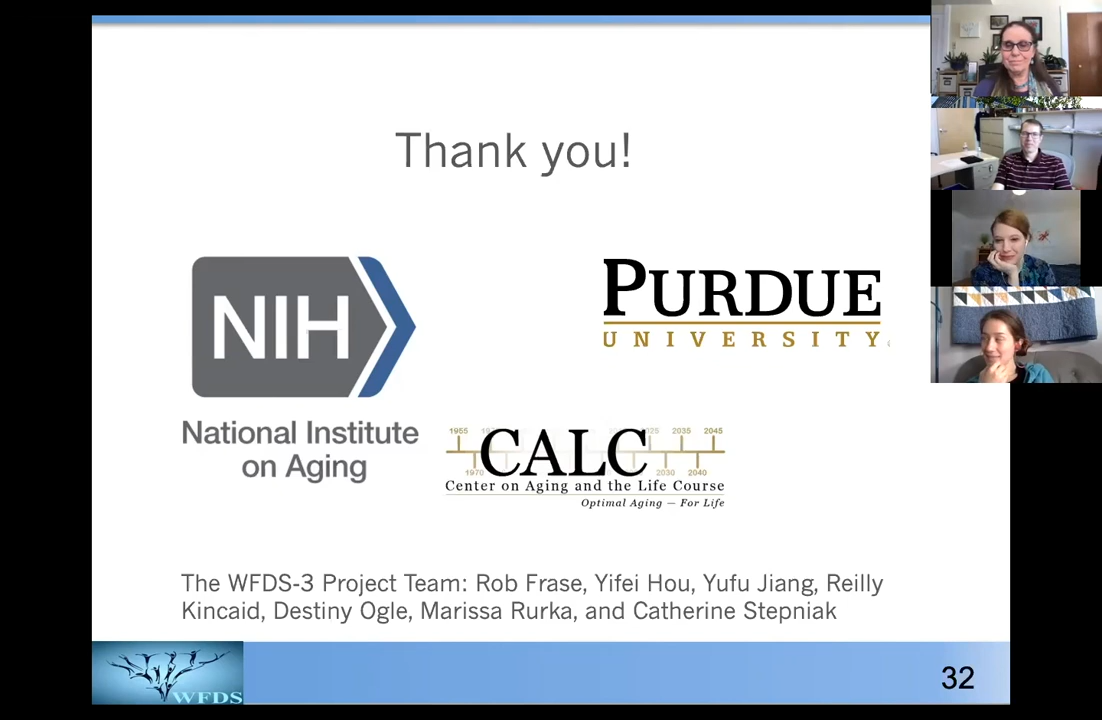 Thank you!
NIH
National Institute
on Aging
PURDUE
UNIVERSITY
1955 2025 2035 2045
CALC
1970 2030 2040
Center on Aging and the Life Course
Optimal Aging — For Life
The WFDS-3 Project Team: Rob Frase, Yifei Hou, Yufu Jiang, Reilly
Kincaid, Destiny Ogle, Marissa Rurka, and Catherine Stepniak
WFDS
32